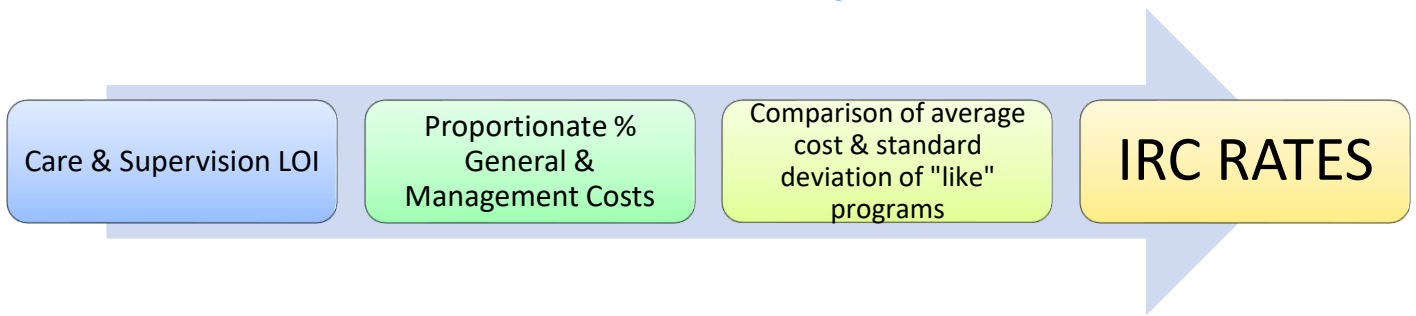 Care & Supervision LOI
Proportionate %
General &
Management Costs
Comparison of average
cost & standard
deviation of "like"
programs
IRC RATES